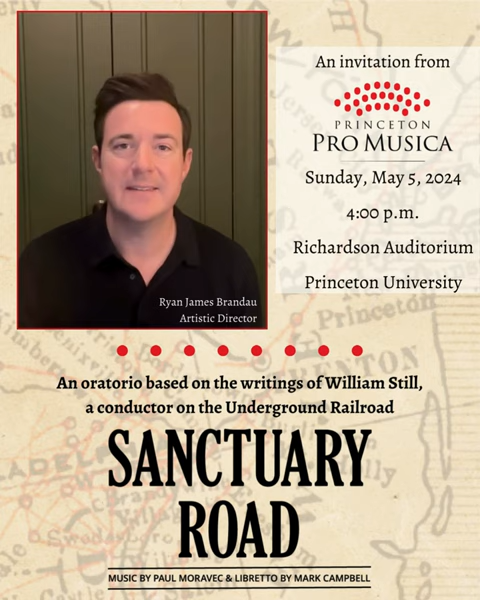 An invitation from
PRINCETON
PRO MUSICA
Sunday, May 5, 2024
4:00 p.m.
Richardson Auditorium
Princeton University
Ryan James Brandau
Artistic Director
Princeton
TRENTON
An oratorio based on the writings of William Still,
a conductor on the Underground Railroad
SANCTUARY
ROAD
MUSIC BY PAUL MORAVEC & LIBRETTO BY MARK CAMPBELL